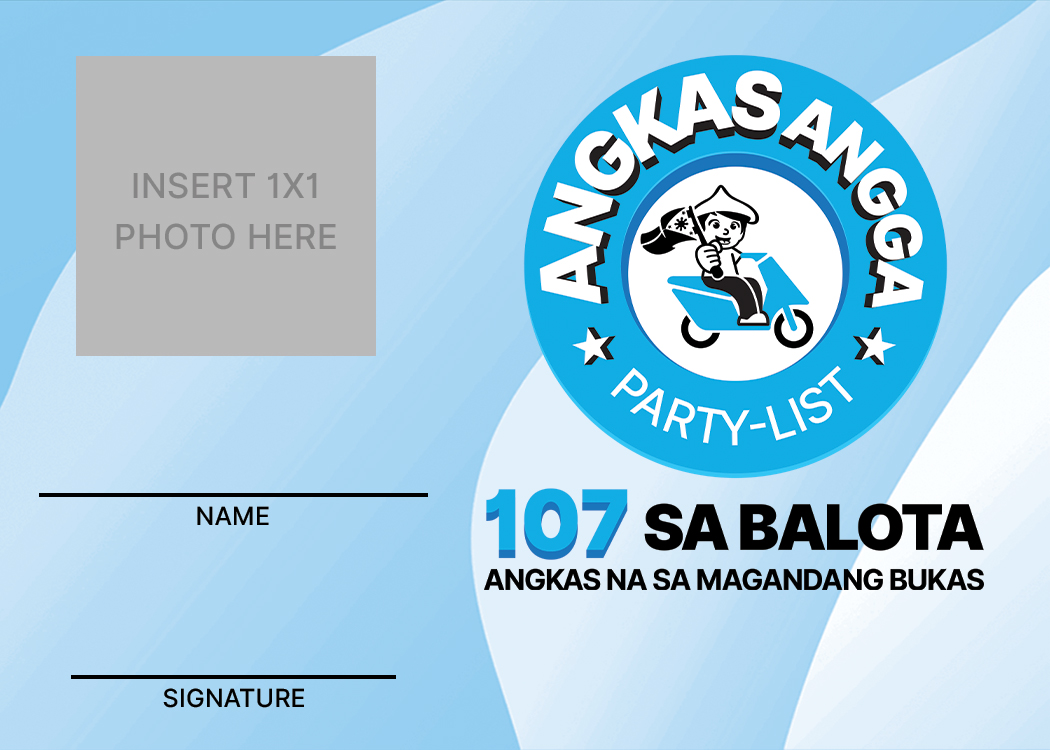 INSERT 1X1
PHOTO HERE
NAME
SIGNATURE
ANGKAS ANGGA
PARTY-LIST
107 SA BALOTA
ANGKAS NA SA MAGANDANG BUKAS